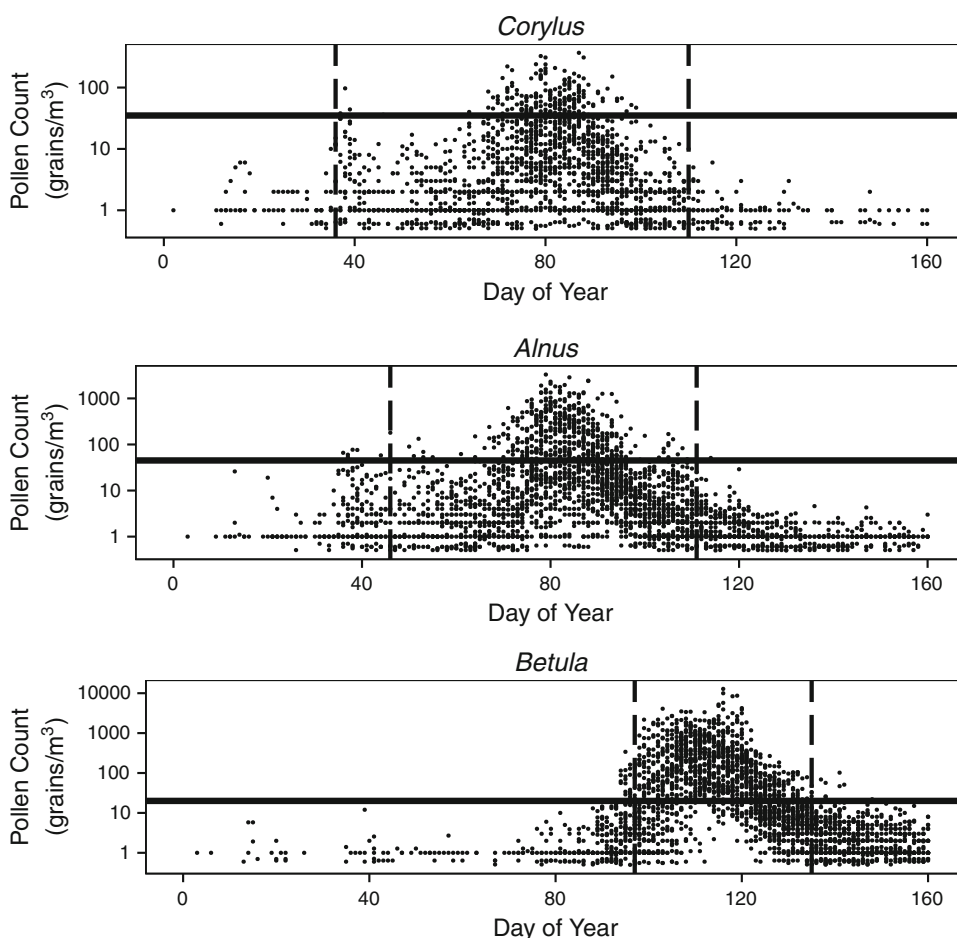 Corylus
Pollen Count
(grains/m³)
100
10
1
0 40 80 120 160
Day of Year
Alnus
Pollen Count
(grains/m³)
1000
100
10
1
0 40 80 120 160
Day of Year
Betula
Pollen Count
(grains/m³)
10000
1000
100
10
1
0 40 80 120 160
Day of Year